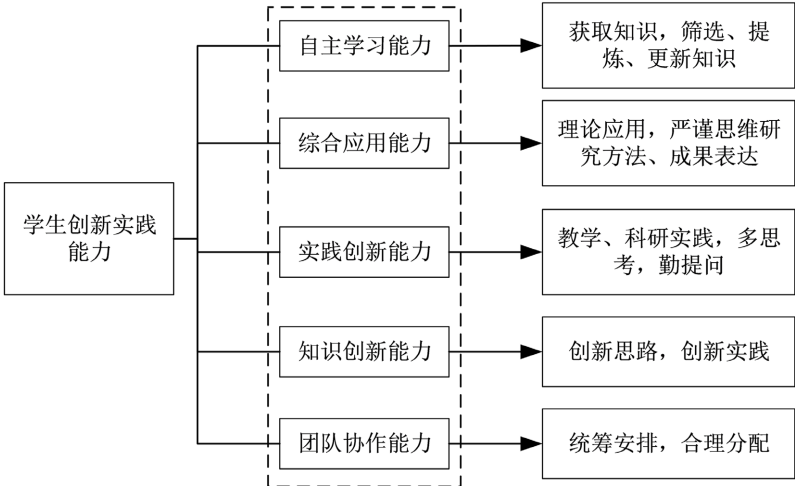 学生创新实践
能力
自主学习能力
获取知识，筛选、提
炼、更新知识
综合应用能力
理论应用，严谨思维研
究方法、成果表达
实践创新能力
教学、科研实践，多思
考，勤提问
知识创新能力
创新思路，创新实践
团队协作能力
统筹安排，合理分配